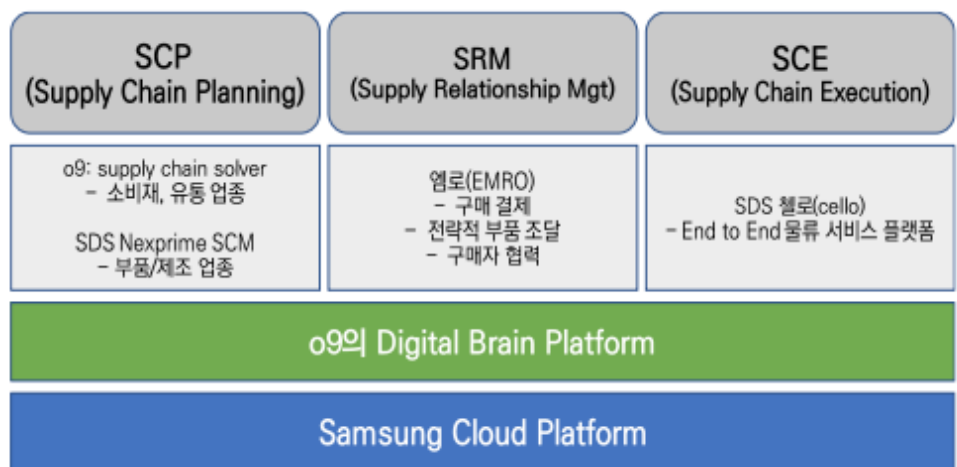 SCP
(Supply Chain Planning)
SRM
(Supply Relationship Mgt)
SCE
(Supply Chain Execution)
o9: supply chain solver
- 소비재, 유통 업종
SDS Nexprime SCM
- 부품/제조 업종
엠로(EMRO)
- 구매 결제
- 전략적 부품 조달
- 구매자 협력
SDS 첼로(cello)
- End to End 물류 서비스 플랫폼
o9의 Digital Brain Platform
Samsung Cloud Platform